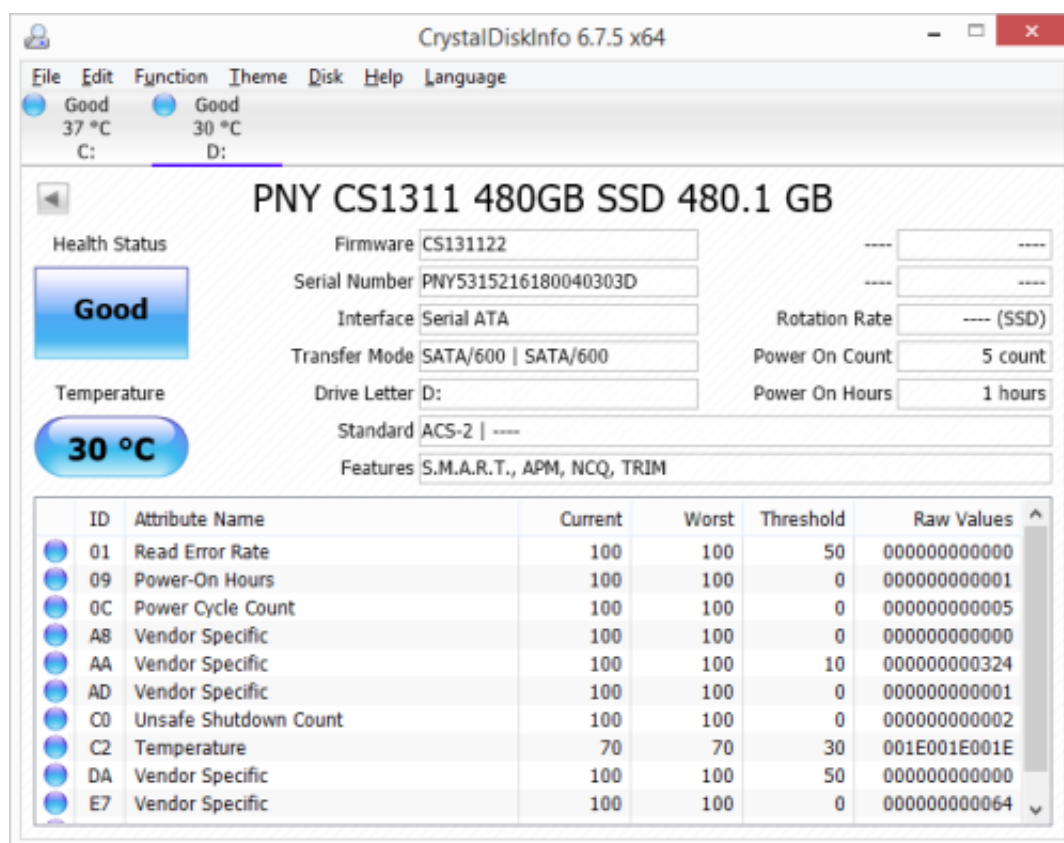 CrystalDiskInfo 6.7.5 x64
File Edit Function Theme Disk Help Language
Good Good
37 °C 30 °C
C: D:
PNY CS1311 480GB SSD 480.1 GB
Health Status Firmware CS131122 ---- ----
Good Serial Number PNY5315216180040303D ---- ----
Interface Serial ATA Rotation Rate ---- (SSD)
Transfer Mode SATA/600 | SATA/600 Power On Count 5 count
Temperature Drive Letter D: Power On Hours 1 hours
30 °C Standard ACS-2 | ----
Features S.M.A.R.T., APM, NCQ, TRIM
ID Attribute Name Current Worst Threshold Raw Values
01 Read Error Rate 100 100 50 000000000000
09 Power-On Hours 100 100 0 000000000001
0C Power Cycle Count 100 100 0 000000000005
A8 Vendor Specific 100 100 0 000000000000
AA Vendor Specific 100 100 10 000000000324
AD Vendor Specific 100 100 0 000000000001
C0 Unsafe Shutdown Count 100 100 0 000000000002
C2 Temperature 70 70 30 001E001E001E
DA Vendor Specific 100 100 50 000000000000
E7 Vendor Specific 100 100 0 000000000064